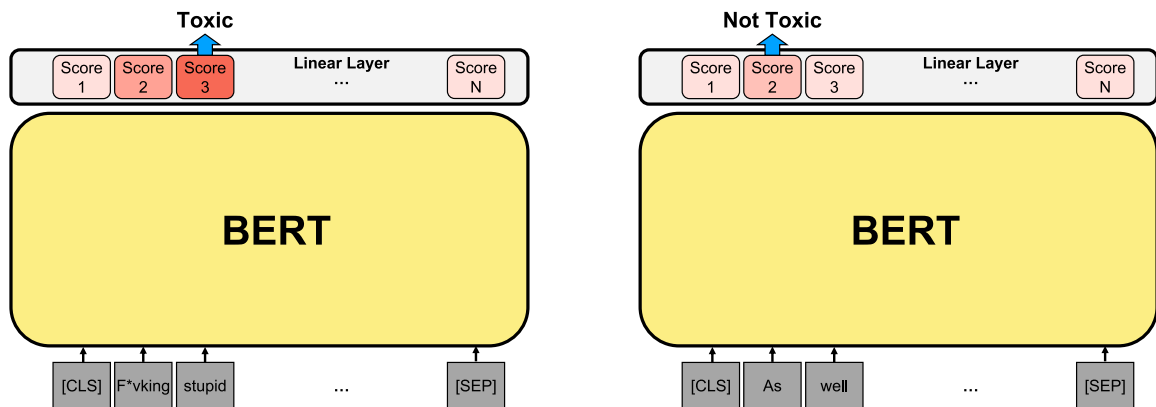 Toxic
Score 1
Score 2
Score 3
Linear Layer
...
Score N
BERT
[CLS]
F*vking
stupid
...
[SEP]
Not Toxic
Score 1
Score 2
Score 3
Linear Layer
...
Score N
BERT
[CLS]
As
well
...
[SEP]